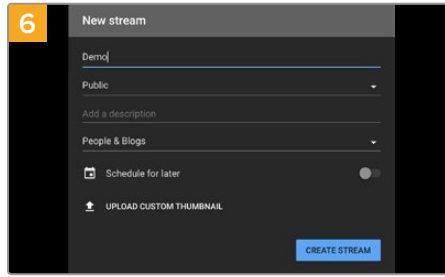 6
New stream
Demo
Public
Add a description
People & Blogs
Schedule for later
UPLOAD CUSTOM THUMBNAIL
CREATE STREAM